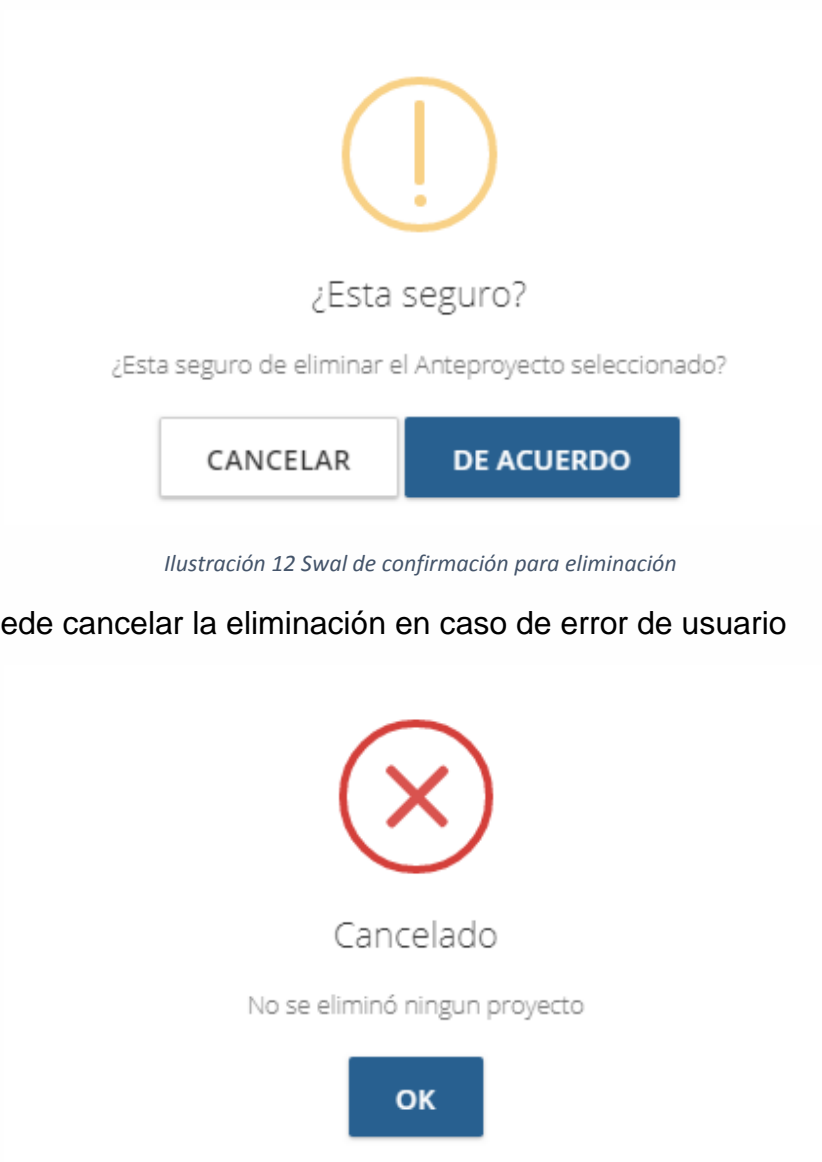 ¿Esta seguro?
¿Esta seguro de eliminar el Anteproyecto seleccionado?
CANCELAR DE ACUERDO
Ilustración 12 Swal de confirmación para eliminación
ede cancelar la eliminación en caso de error de usuario
Cancelado
No se eliminó ningun proyecto
OK